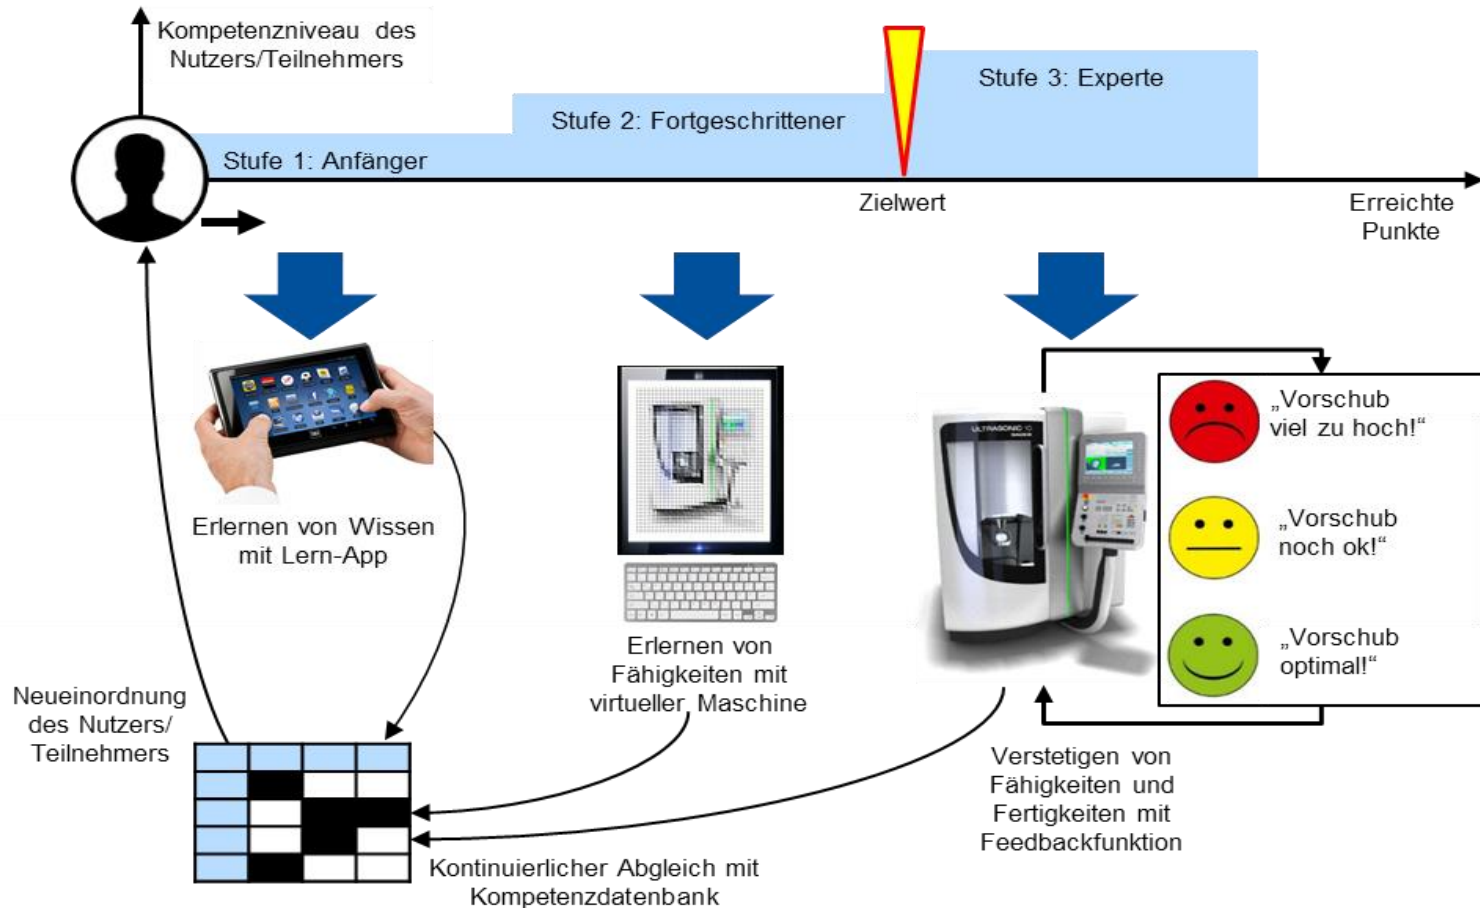 Kompetenzniveau des
Nutzers/Teilnehmers
Stufe 3: Experte
Stufe 2: Fortgeschrittener
Stufe 1: Anfänger
Zielwert
Erreichte
Punkte
Erlernen von Wissen
mit Lern-App
ULTRASONIC 10
Erlernen von
Fähigkeiten mit
virtueller Maschine
„Vorschub
viel zu hoch!“
„Vorschub
noch ok!“
„Vorschub
optimal!“
Neueinordnung
des Nutzers/
Teilnehmers
Verstetigen von
Fähigkeiten und
Fertigkeiten mit
Feedbackfunktion
Kontinuierlicher Abgleich mit
Kompetenzdatenbank